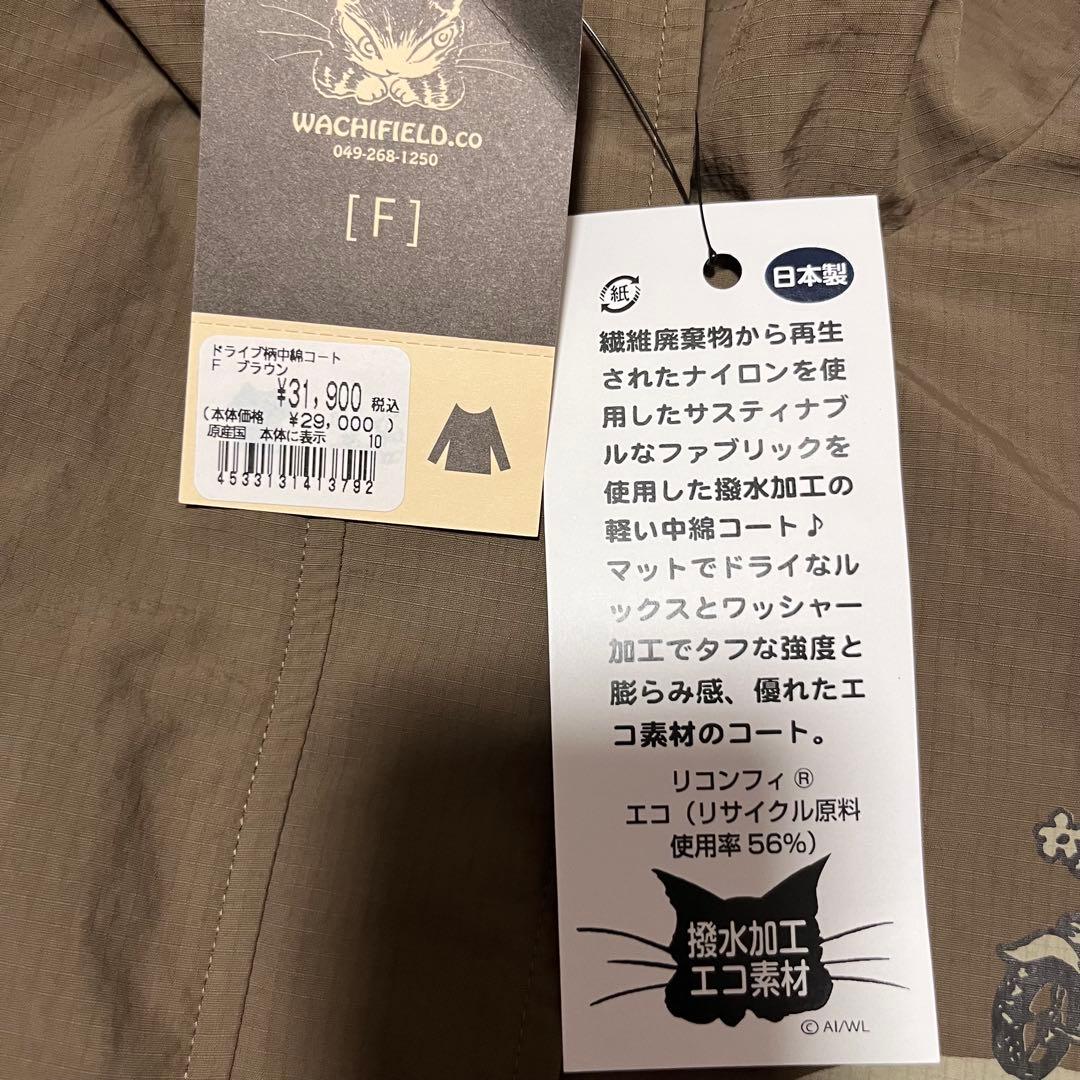 WACHIFIELD.co
049-268-1250
[F]
ドライブ柄中綿コート
F ブラウン
¥31,900 税込
(本体価格 ¥29,000 )
原産国 本体に表示 10
4533131413792
紙
日本製
繊維廃棄物から再生
されたナイロンを使
用したサスティナブ
ルなファブリックを
使用した撥水加工の
軽い中綿コート♪
マットでドライなル
ックスとワッシャー
加工でタフな強度と
膨らみ感、優れたエ
コ素材のコート。
リコンフィ®
エコ(リサイクル原料
使用率56%)
撥水加工
エコ素材
© AI/WL